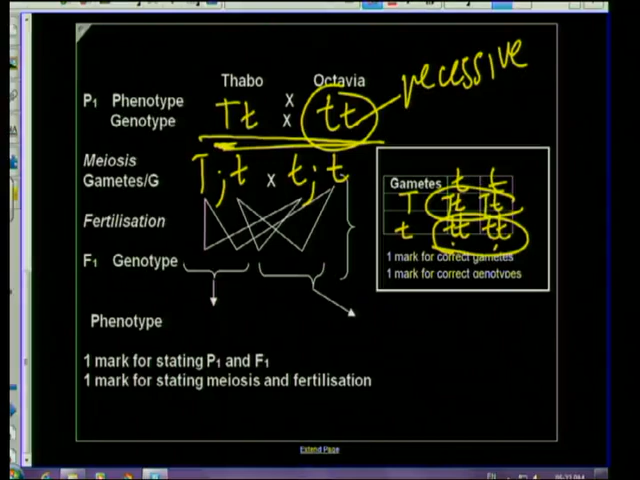 Thabo Octavia recessive
P1 Phenotype X
Genotype Tt X tt
Meiosis
Gametes/G T ; t X t ; t
Gametes t t
T Tt Tt
t tt tt
1 mark for correct gametes
1 mark for correct genotypes
Fertilisation
F1 Genotype
Phenotype
1 mark for stating P1 and F1
1 mark for stating meiosis and fertilisation
Extend Page